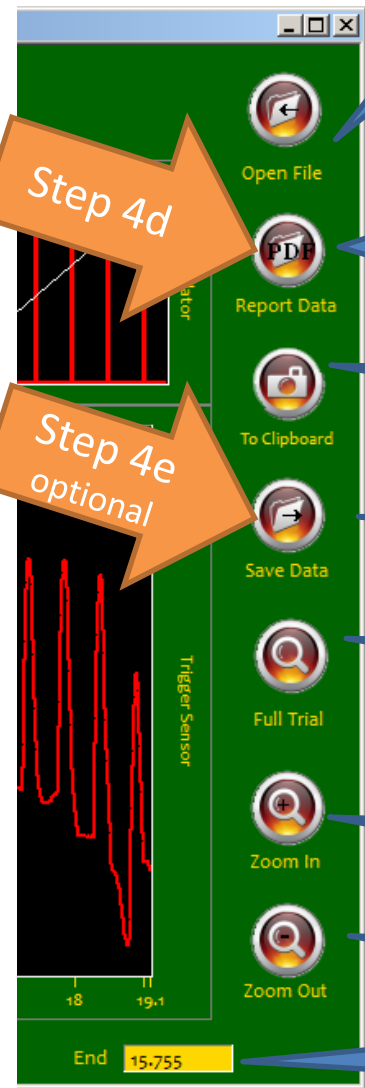 Open File
Step 4d
PDF
Report Data
To Clipboard
Step 4e
optional
Save Data
Trigger Sensor
Full Trial
Zoom In
Zoom Out
18
19.1
End 15.755